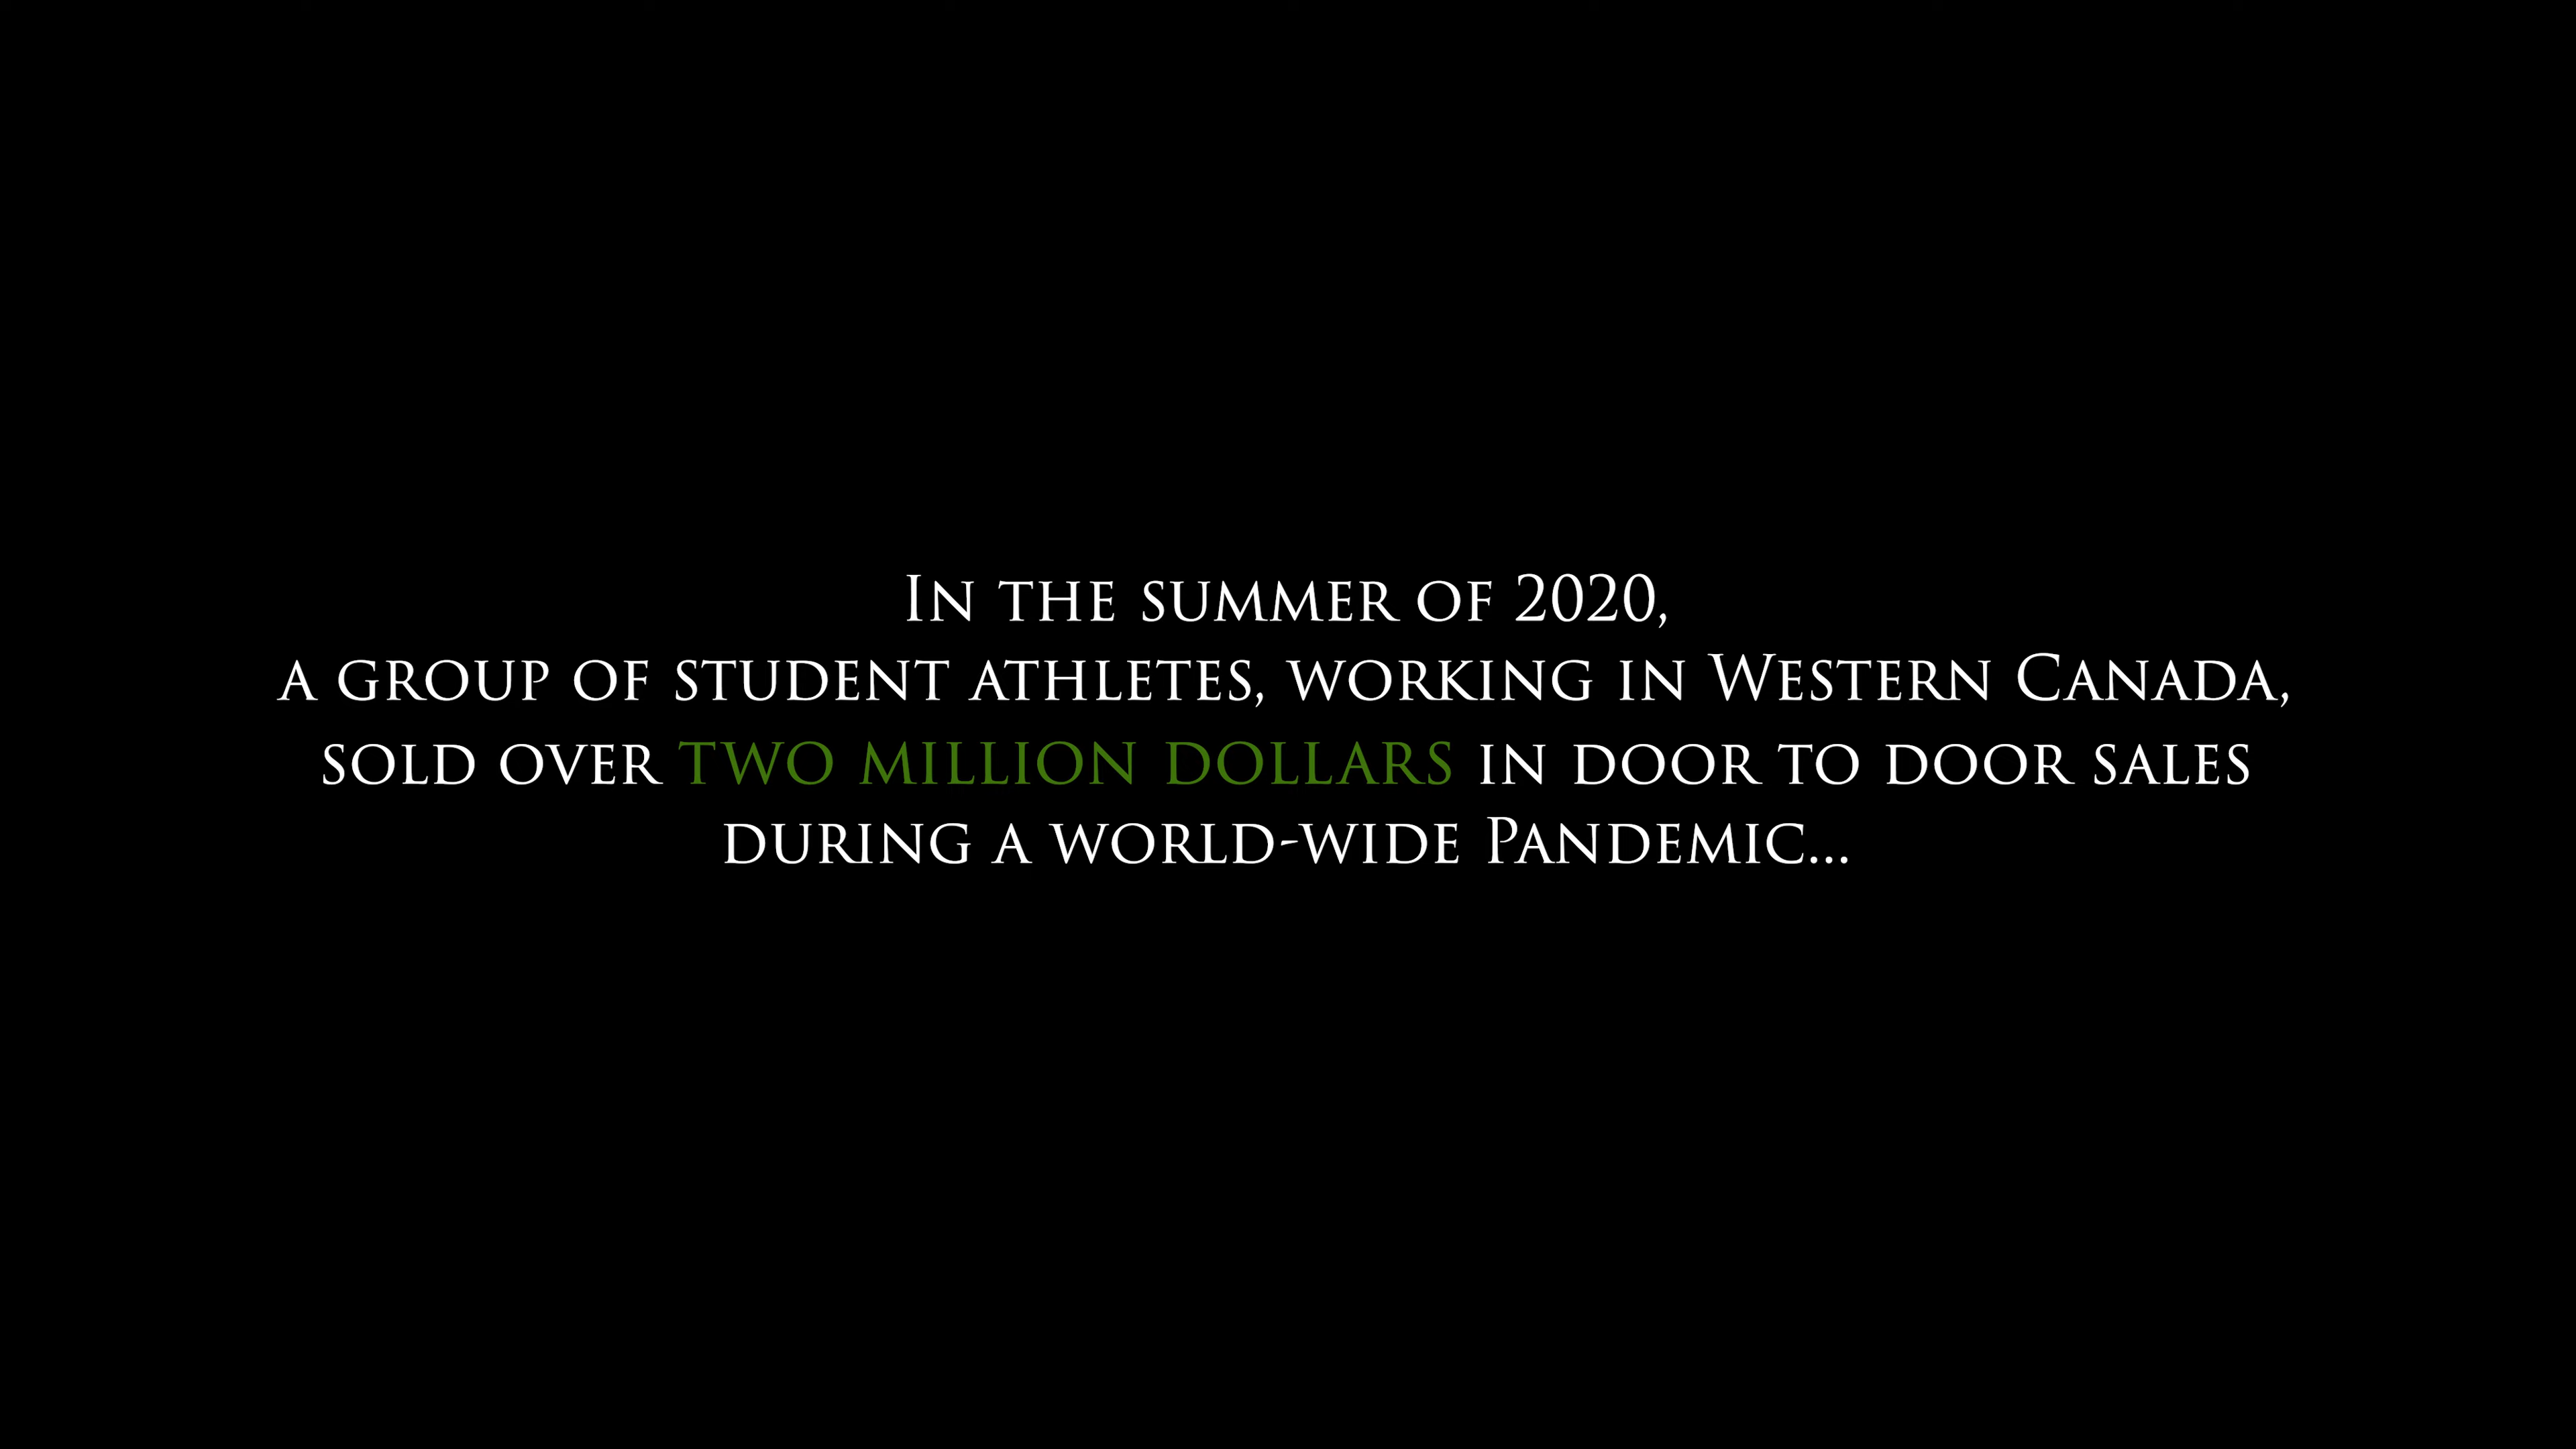 In the summer of 2020,
a group of student athletes, working in Western Canada,
sold over two million dollars in door to door sales
during a world-wide Pandemic...